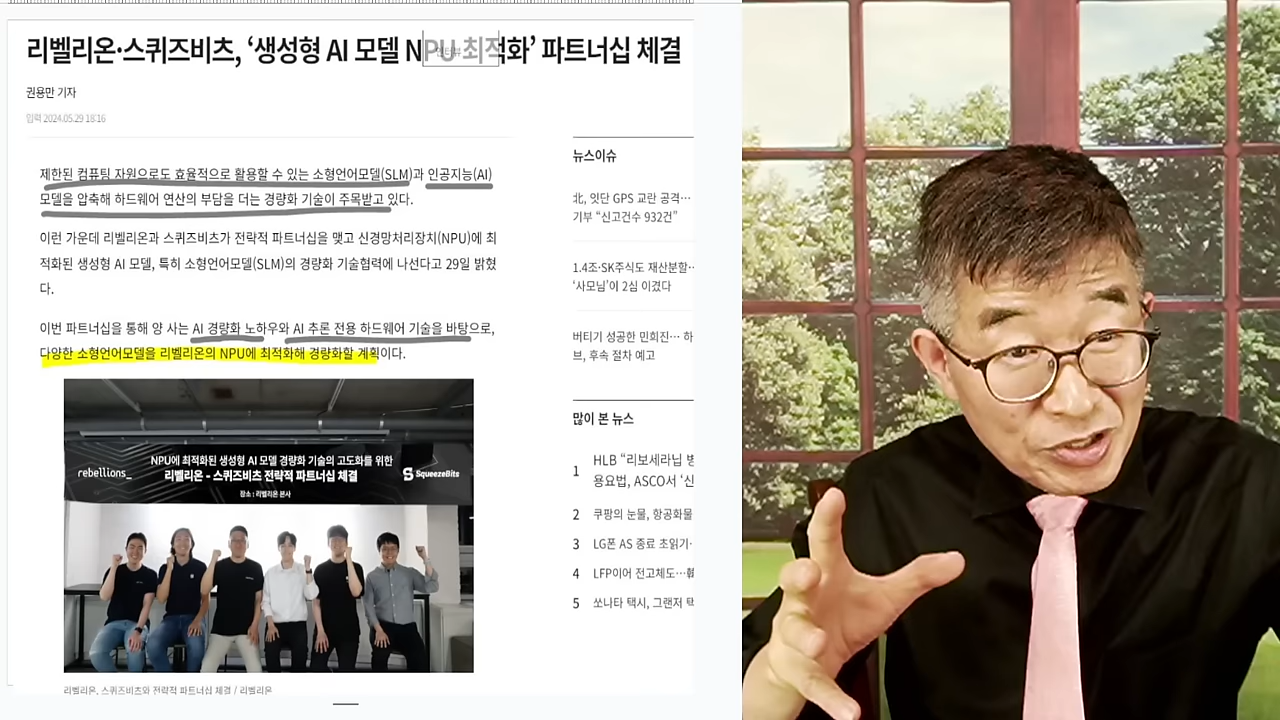 리벨리온·스퀴즈비츠, ‘생성형 AI 모델 NPU 최적화’ 파트너십 체결
권용만 기자
입력 2024.05.29 18:16
제한된 컴퓨팅 자원으로도 효율적으로 활용할 수 있는 소형언어모델(SLM)과 인공지능(AI)
모델을 압축해 하드웨어 연산의 부담을 더는 경량화 기술이 주목받고 있다.
이런 가운데 리벨리온과 스퀴즈비츠가 전략적 파트너십을 맺고 신경망처리장치(NPU)에 최
적화된 생성형 AI 모델, 특히 소형언어모델(SLM)의 경량화 기술협력에 나선다고 29일 밝혔
다.
이번 파트너십을 통해 양 사는 AI 경량화 노하우와 AI 추론 전용 하드웨어 기술을 바탕으로,
다양한 소형언어모델을 리벨리온의 NPU에 최적화해 경량화할 계획이다.
rebellions_
NPU에 최적화된 생성형 AI 모델 경량화 기술의 고도화를 위한
리벨리온 - 스퀴즈비츠 전략적 파트너십 체결
장소 : 리벨리온 본사
SqueezeBits
리벨리온, 스퀴즈비츠와 전략적 파트너십 체결 / 리벨리온
뉴스이슈
北, 잇단 GPS 교란 공격…
기부 “신고건수 932건”
1.4조·SK주식도 재산분할…
‘사모님’이 2심 이겼다
버티기 성공한 민희진… 하
브, 후속 절차 예고
많이 본 뉴스
1 HLB “리보세라닙 병
용요법, ASCO서 ‘신
2 쿠팡의 눈물, 항공화물
3 LG폰 AS 종료 초읽기…
4 LFP이어 전고체도…韓
5 쏘나타 택시, 그랜저 택